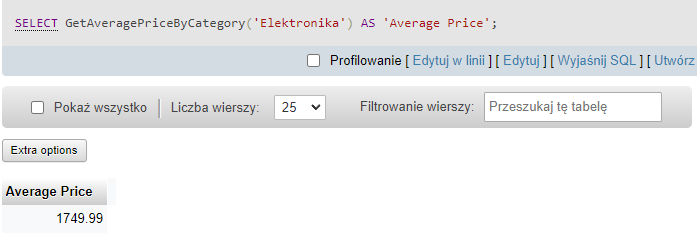 SELECT GetAveragePriceByCategory('Elektronika') AS 'Average Price';
Profilowanie [ Edytuj w linii ] [ Edytuj ] [ Wyjaśnij SQL ] [ Utwórz
Pokaż wszystko Liczba wierszy: 25 Filtrowanie wierszy: Przeszukaj tę tabelę
Extra options
Average Price
1749.99